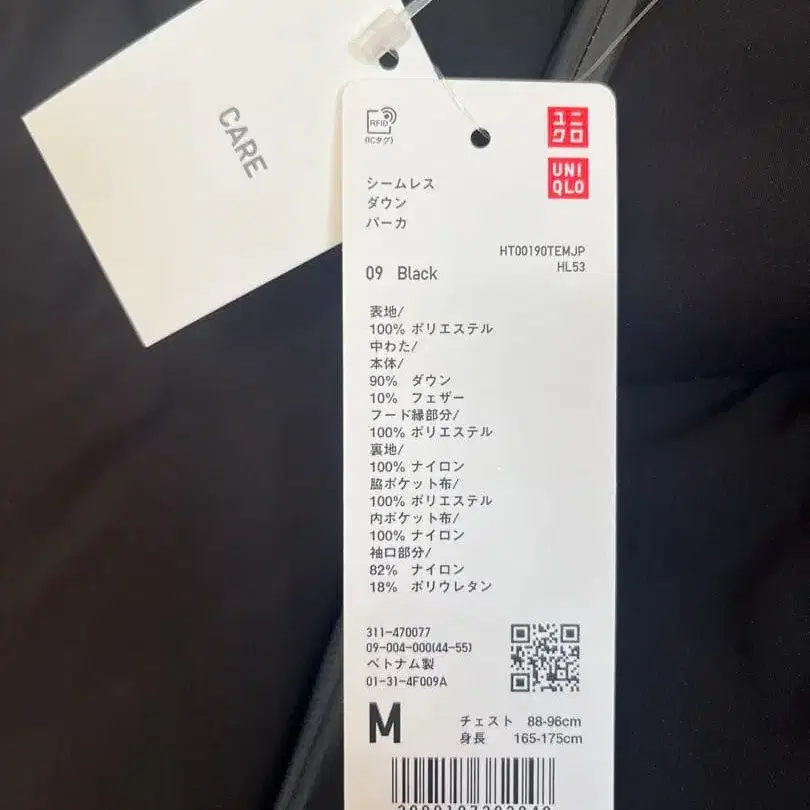 CARE
RFID
(ICタグ)
ユニ
クロ
UNI
QLO
シームレス
ダウン
パーカ
HT00190TEMJP
HL53
09 Black
表地/
100% ポリエステル
中わた/
本体/
90% ダウン
10% フェザー
フード縁部分/
100% ポリエステル
裏地/
100% ナイロン
脇ポケット布/
100% ポリエステル
内ポケット布/
100% ナイロン
袖口部分/
82% ナイロン
18% ポリウレタン
311-470077
09-004-000(44-55)
ベトナム製
01-31-4F009A
M
チェスト 88-96cm
身長 165-175cm